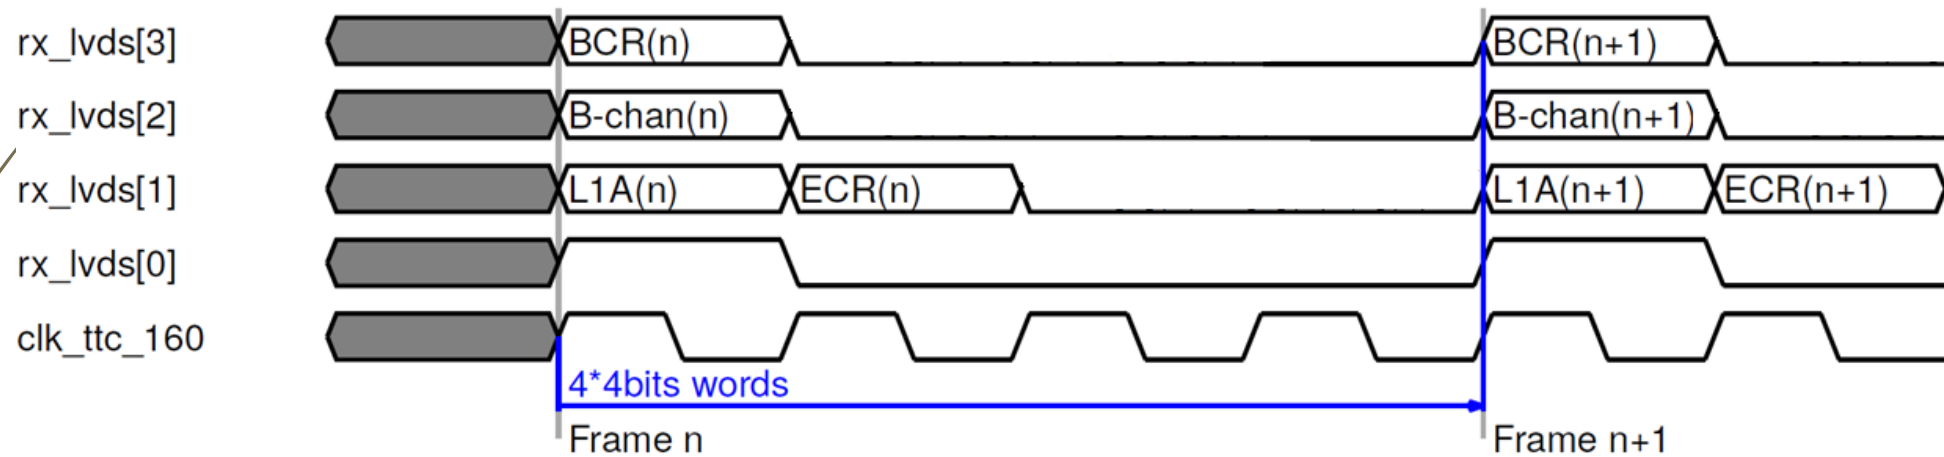 rx_lvds[3] BCR(n) BCR(n+1)
rx_lvds[2] B-chan(n) B-chan(n+1)
rx_lvds[1] L1A(n) ECR(n) L1A(n+1) ECR(n+1)
rx_lvds[0]
clk_ttc_160
4*4bits words
Frame n Frame n+1